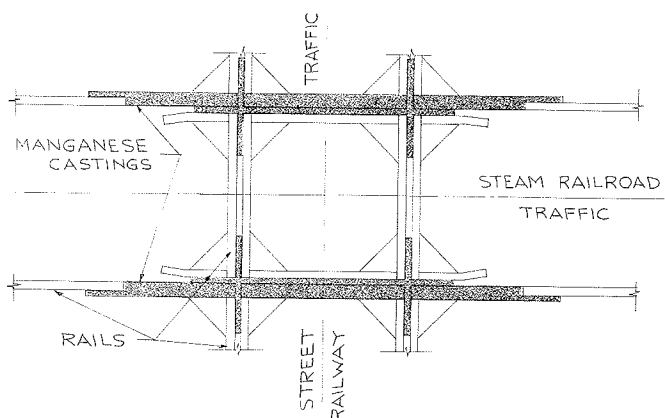 TRAFFIC
MANGANESE
CASTINGS
STEAM RAILROAD
TRAFFIC
RAILS
STREET
RAILWAY